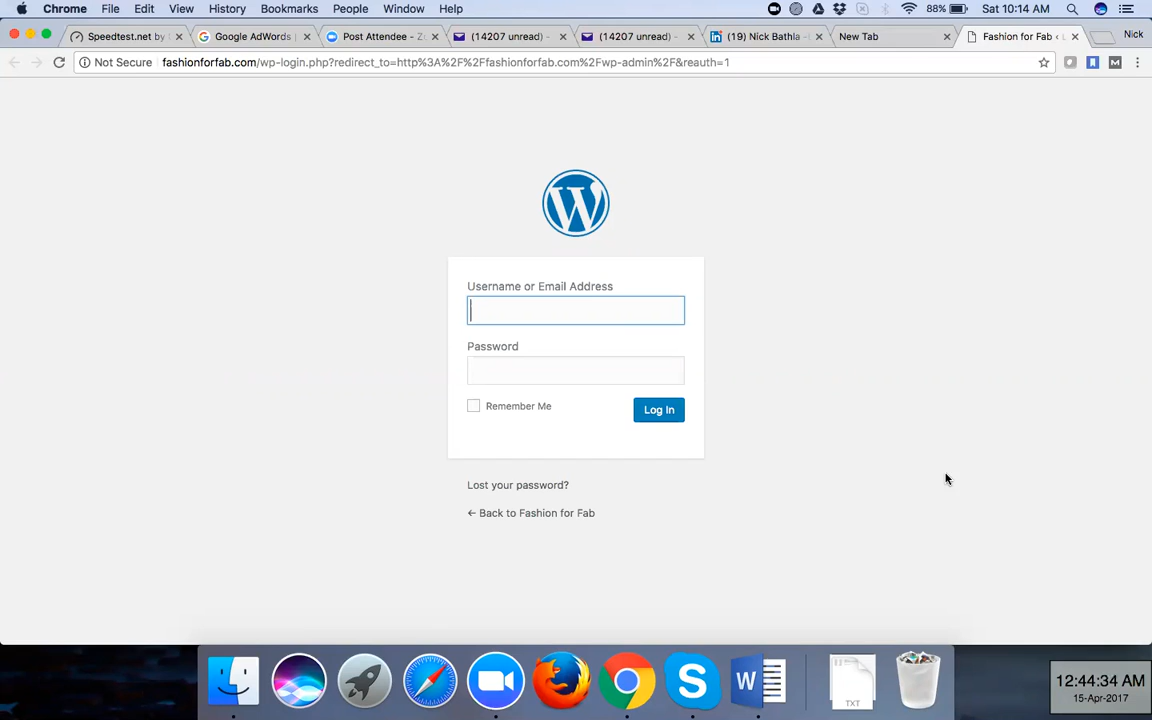 Chrome File Edit View History Bookmarks People Window Help 88% Sat 10:14 AM
Speedtest.net by Google AdWords Post Attendee - Zo (14207 unread) - (14207 unread) - (19) Nick Bathla - New Tab Fashion for Fab ‹ Nick
Not Secure fashionforfab.com/wp-login.php?redirect_to=http%3A%2F%2Ffashionforfab.com%2Fwp-admin%2F&reauth=1
Username or Email Address
Password
Remember Me Log In
Lost your password?
← Back to Fashion for Fab
TXT
12:44:34 AM
15-Apr-2017